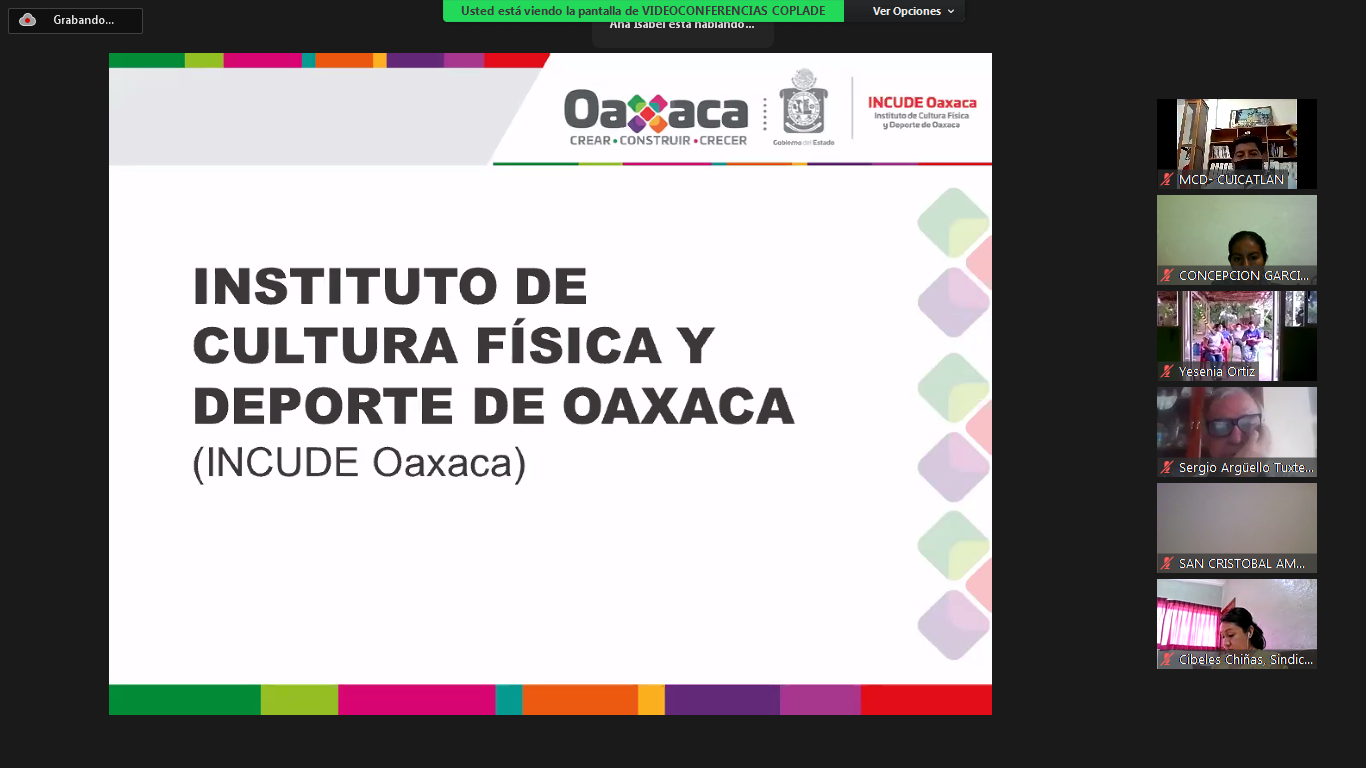 Grabando...
Usted está viendo la pantalla de VIDEOCONFERENCIAS COPLADE
Ver Opciones
Ana Isabel está hablando...
Oaxaca
CREAR • CONSTRUIR • CRECER
Gobierno del Estado
INCUDE Oaxaca
Instituto de Cultura Física
y Deporte de Oaxaca
INSTITUTO DE
CULTURA FÍSICA Y
DEPORTE DE OAXACA
(INCUDE Oaxaca)
MCD- CUICATLAN
CONCEPCION GARCI...
Yesenia Ortiz
Sergio Argüello Tuxte...
SAN CRISTOBAL AM...
Cibeles Chiñas, Sindic...